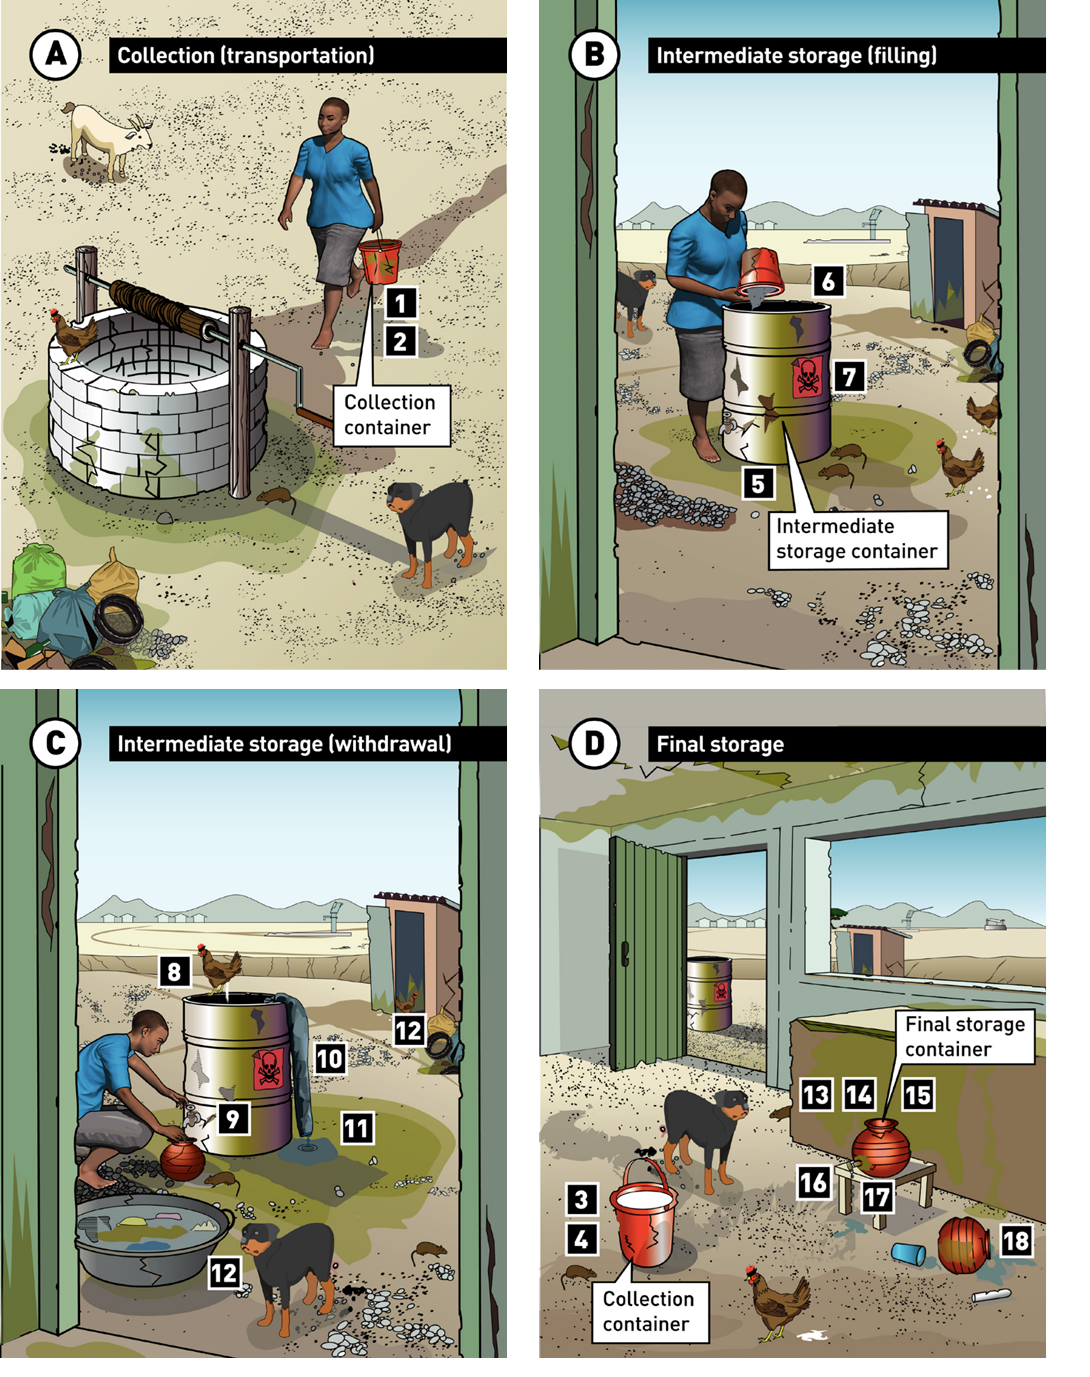 A
Collection (transportation)
1
2
Collection
container
B
Intermediate storage (filling)
6
7
5
Intermediate
storage container
C
Intermediate storage (withdrawal)
8
12
10
9
11
12
D
Final storage
Final storage
container
13 14 15
16
17
3
4
18
Collection
container